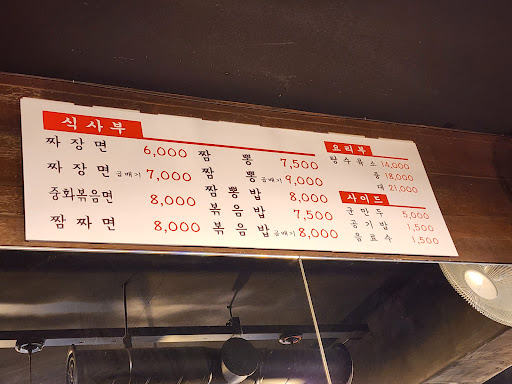 식사부
짜장면 6,000
짜장면 곱배기 7,000
중화볶음면 8,000
짬짜면 8,000
짬뽕 7,500
짬뽕 곱배기 9,000
짬뽕밥 8,000
볶음밥 7,500
볶음밥 곱배기 8,000
요리부
탕수육 소 14,000
중 18,000
대 21,000
사이드
군만두 5,000
공기밥 1,500
음료수 1,500